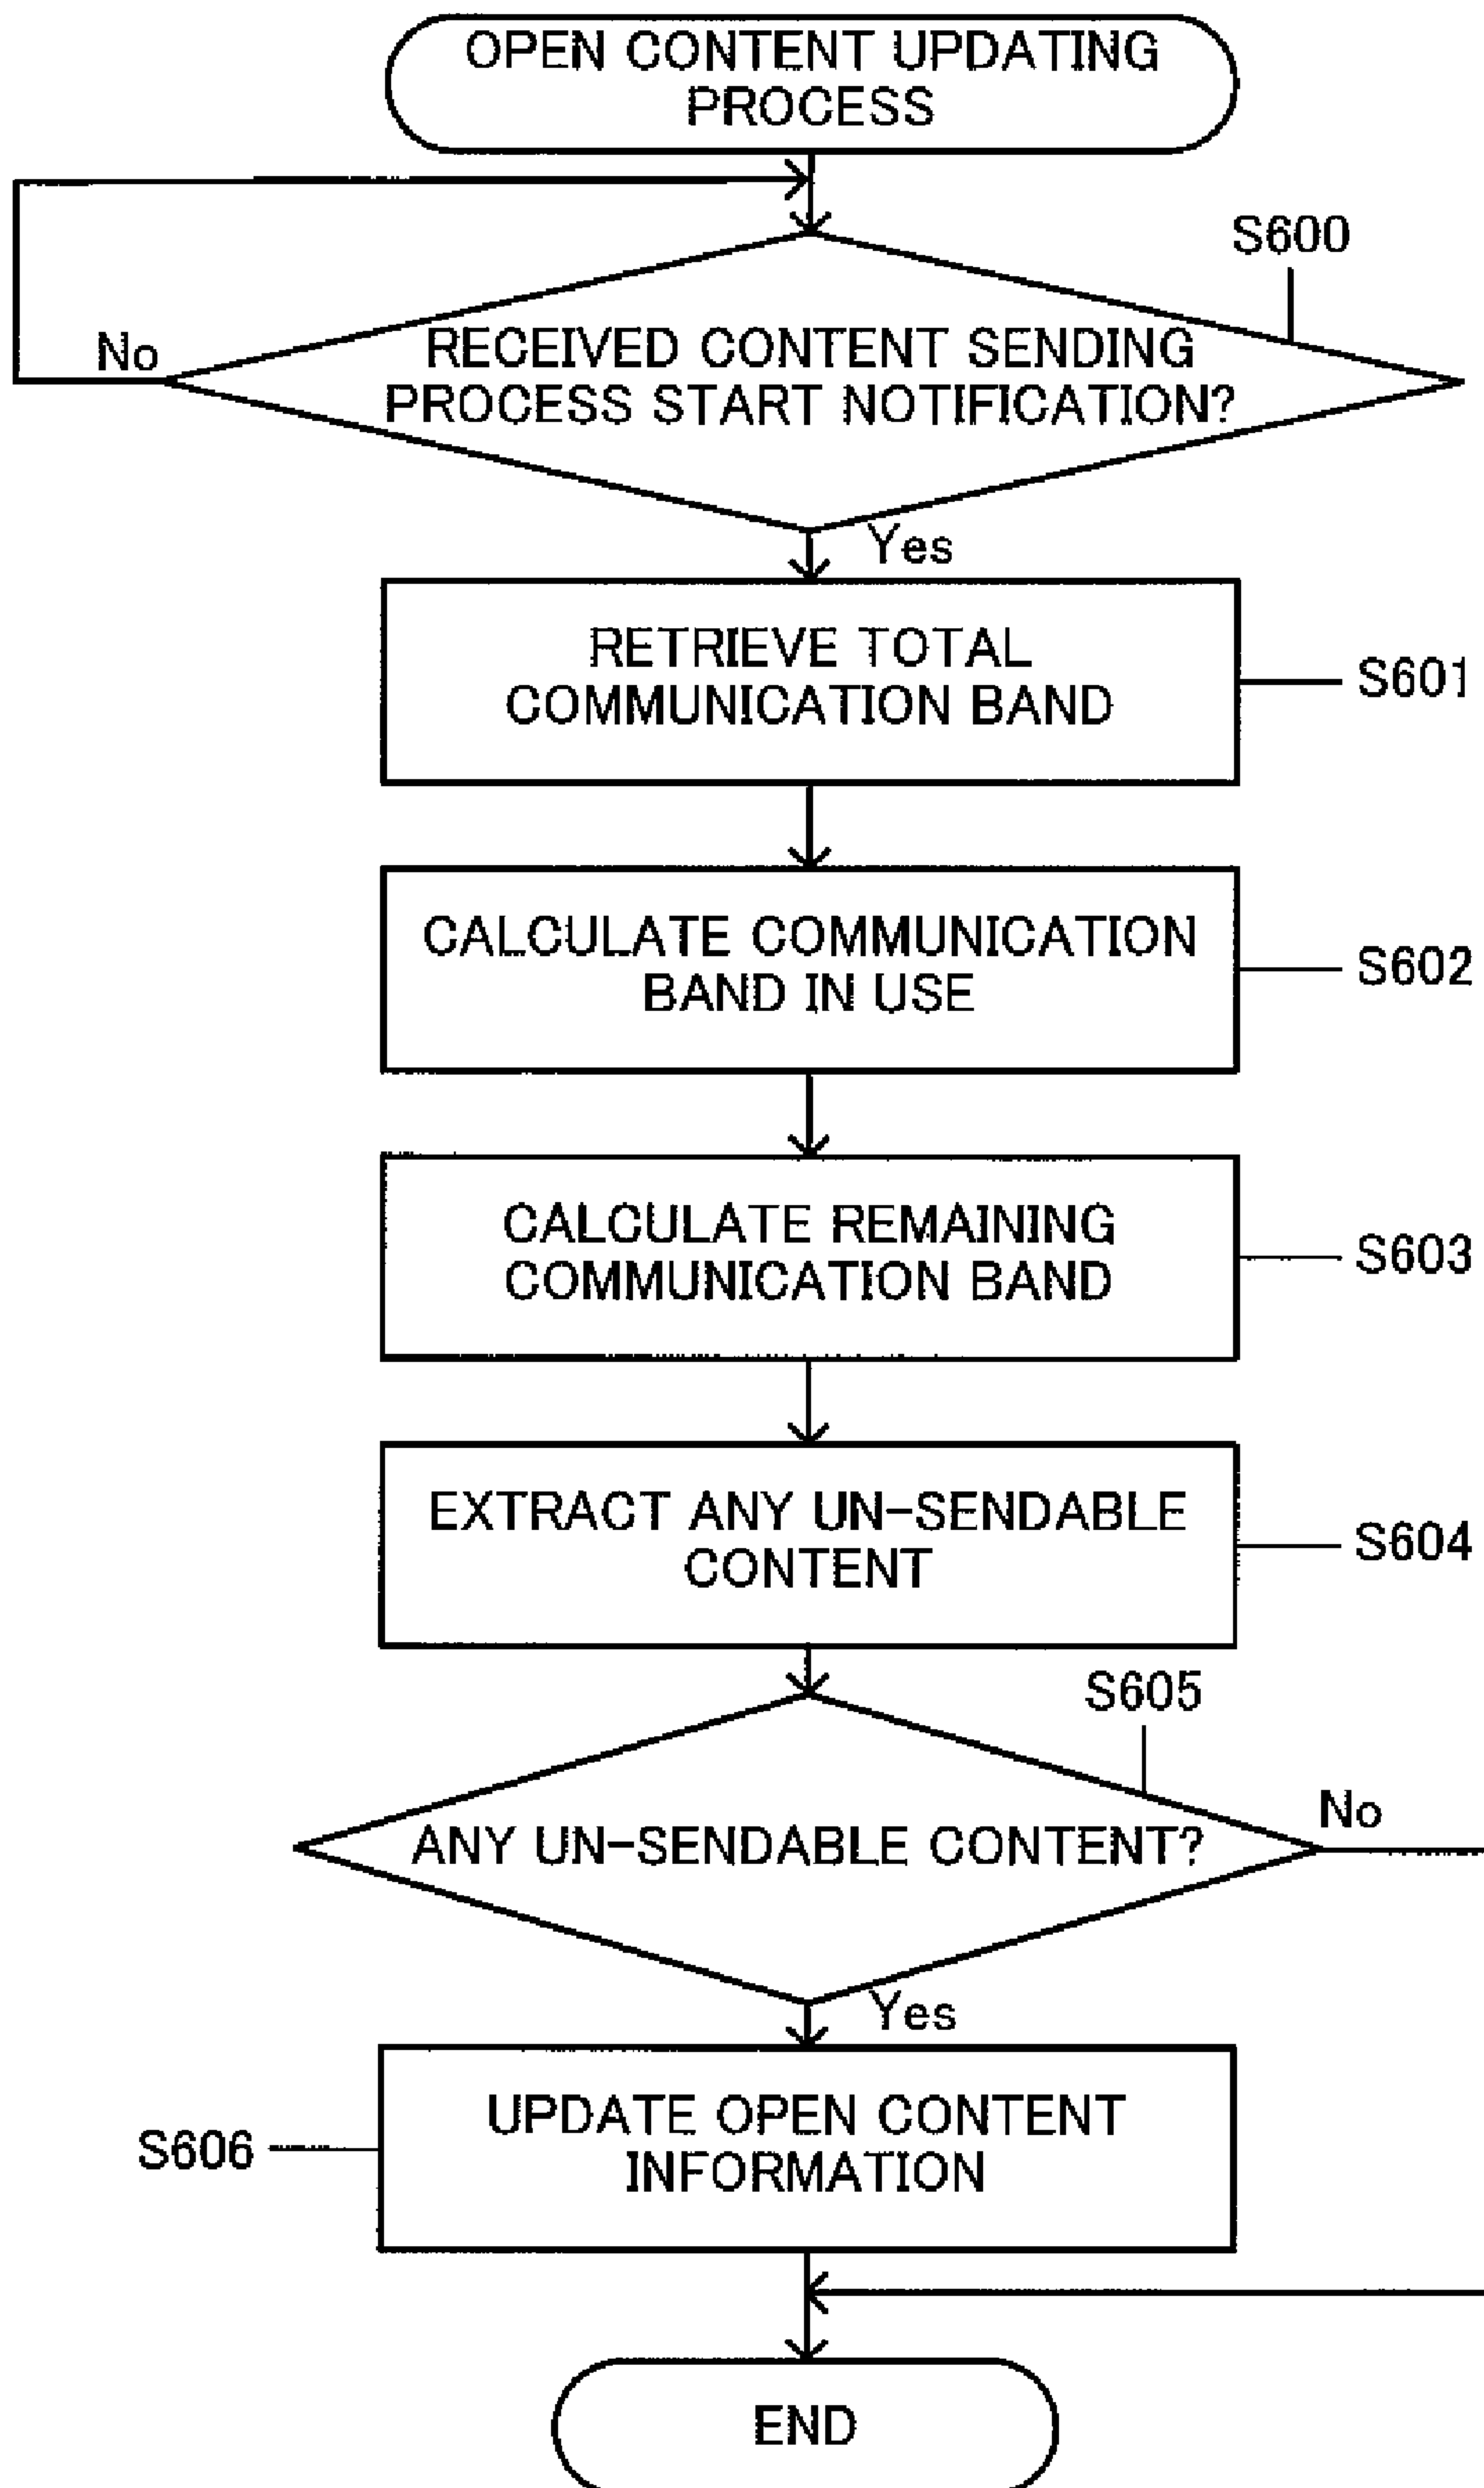 OPEN CONTENT UPDATING
PROCESS
S600
No
RECEIVED CONTENT SENDING
PROCESS START NOTIFICATION?
Yes
RETRIEVE TOTAL
COMMUNICATION BAND
S601
CALCULATE COMMUNICATION
BAND IN USE
S602
CALCULATE REMAINING
COMMUNICATION BAND
S603
EXTRACT ANY UN-SENDABLE
CONTENT
S604
S605
No
ANY UN-SENDABLE CONTENT?
Yes
UPDATE OPEN CONTENT
INFORMATION
S606
END